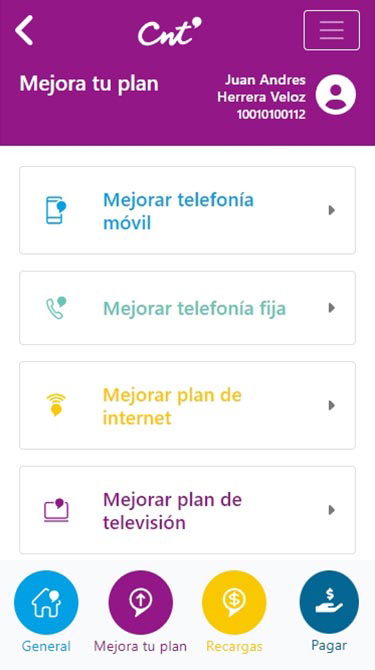 Cnt
Mejora tu plan
Juan Andres
Herrera Veloz
10010100112
Mejorar telefonía
móvil
Mejorar telefonía fija
Mejorar plan de
internet
Mejorar plan de
televisión
General
Mejora tu plan
Recargas
Pagar